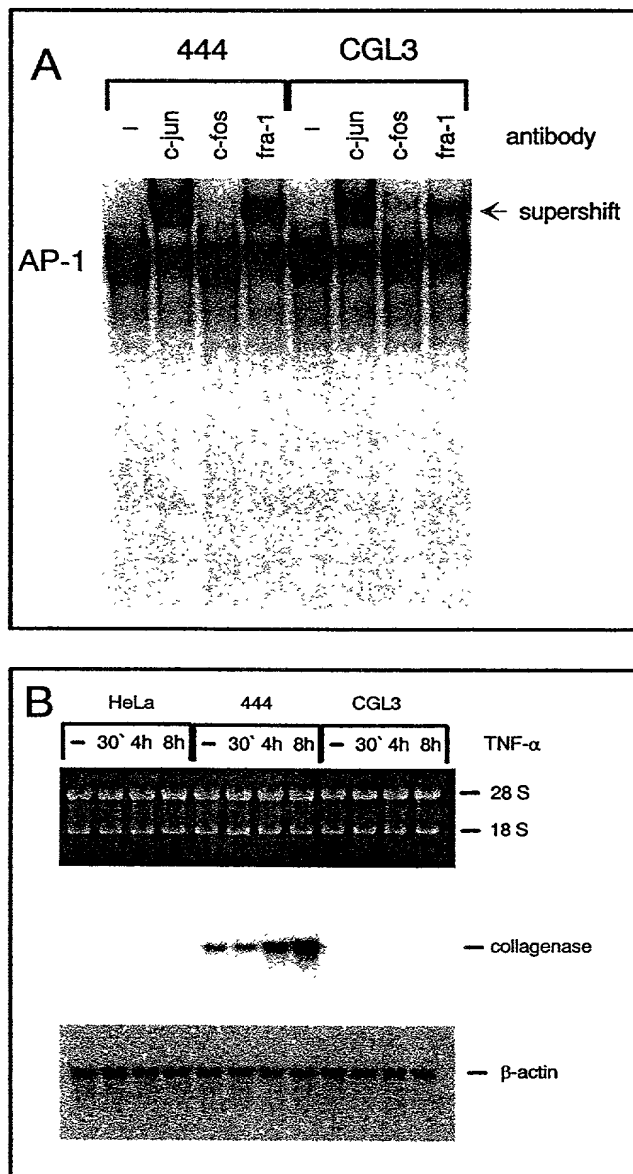 A
444 CGL3
– c-jun c-fos fra-1 – c-jun c-fos fra-1 antibody
supershift
AP-1
B
HeLa 444 CGL3
– 30` 4h 8h – 30` 4h 8h – 30` 4h 8h TNF-α
28 S
18 S
collagenase
β-actin